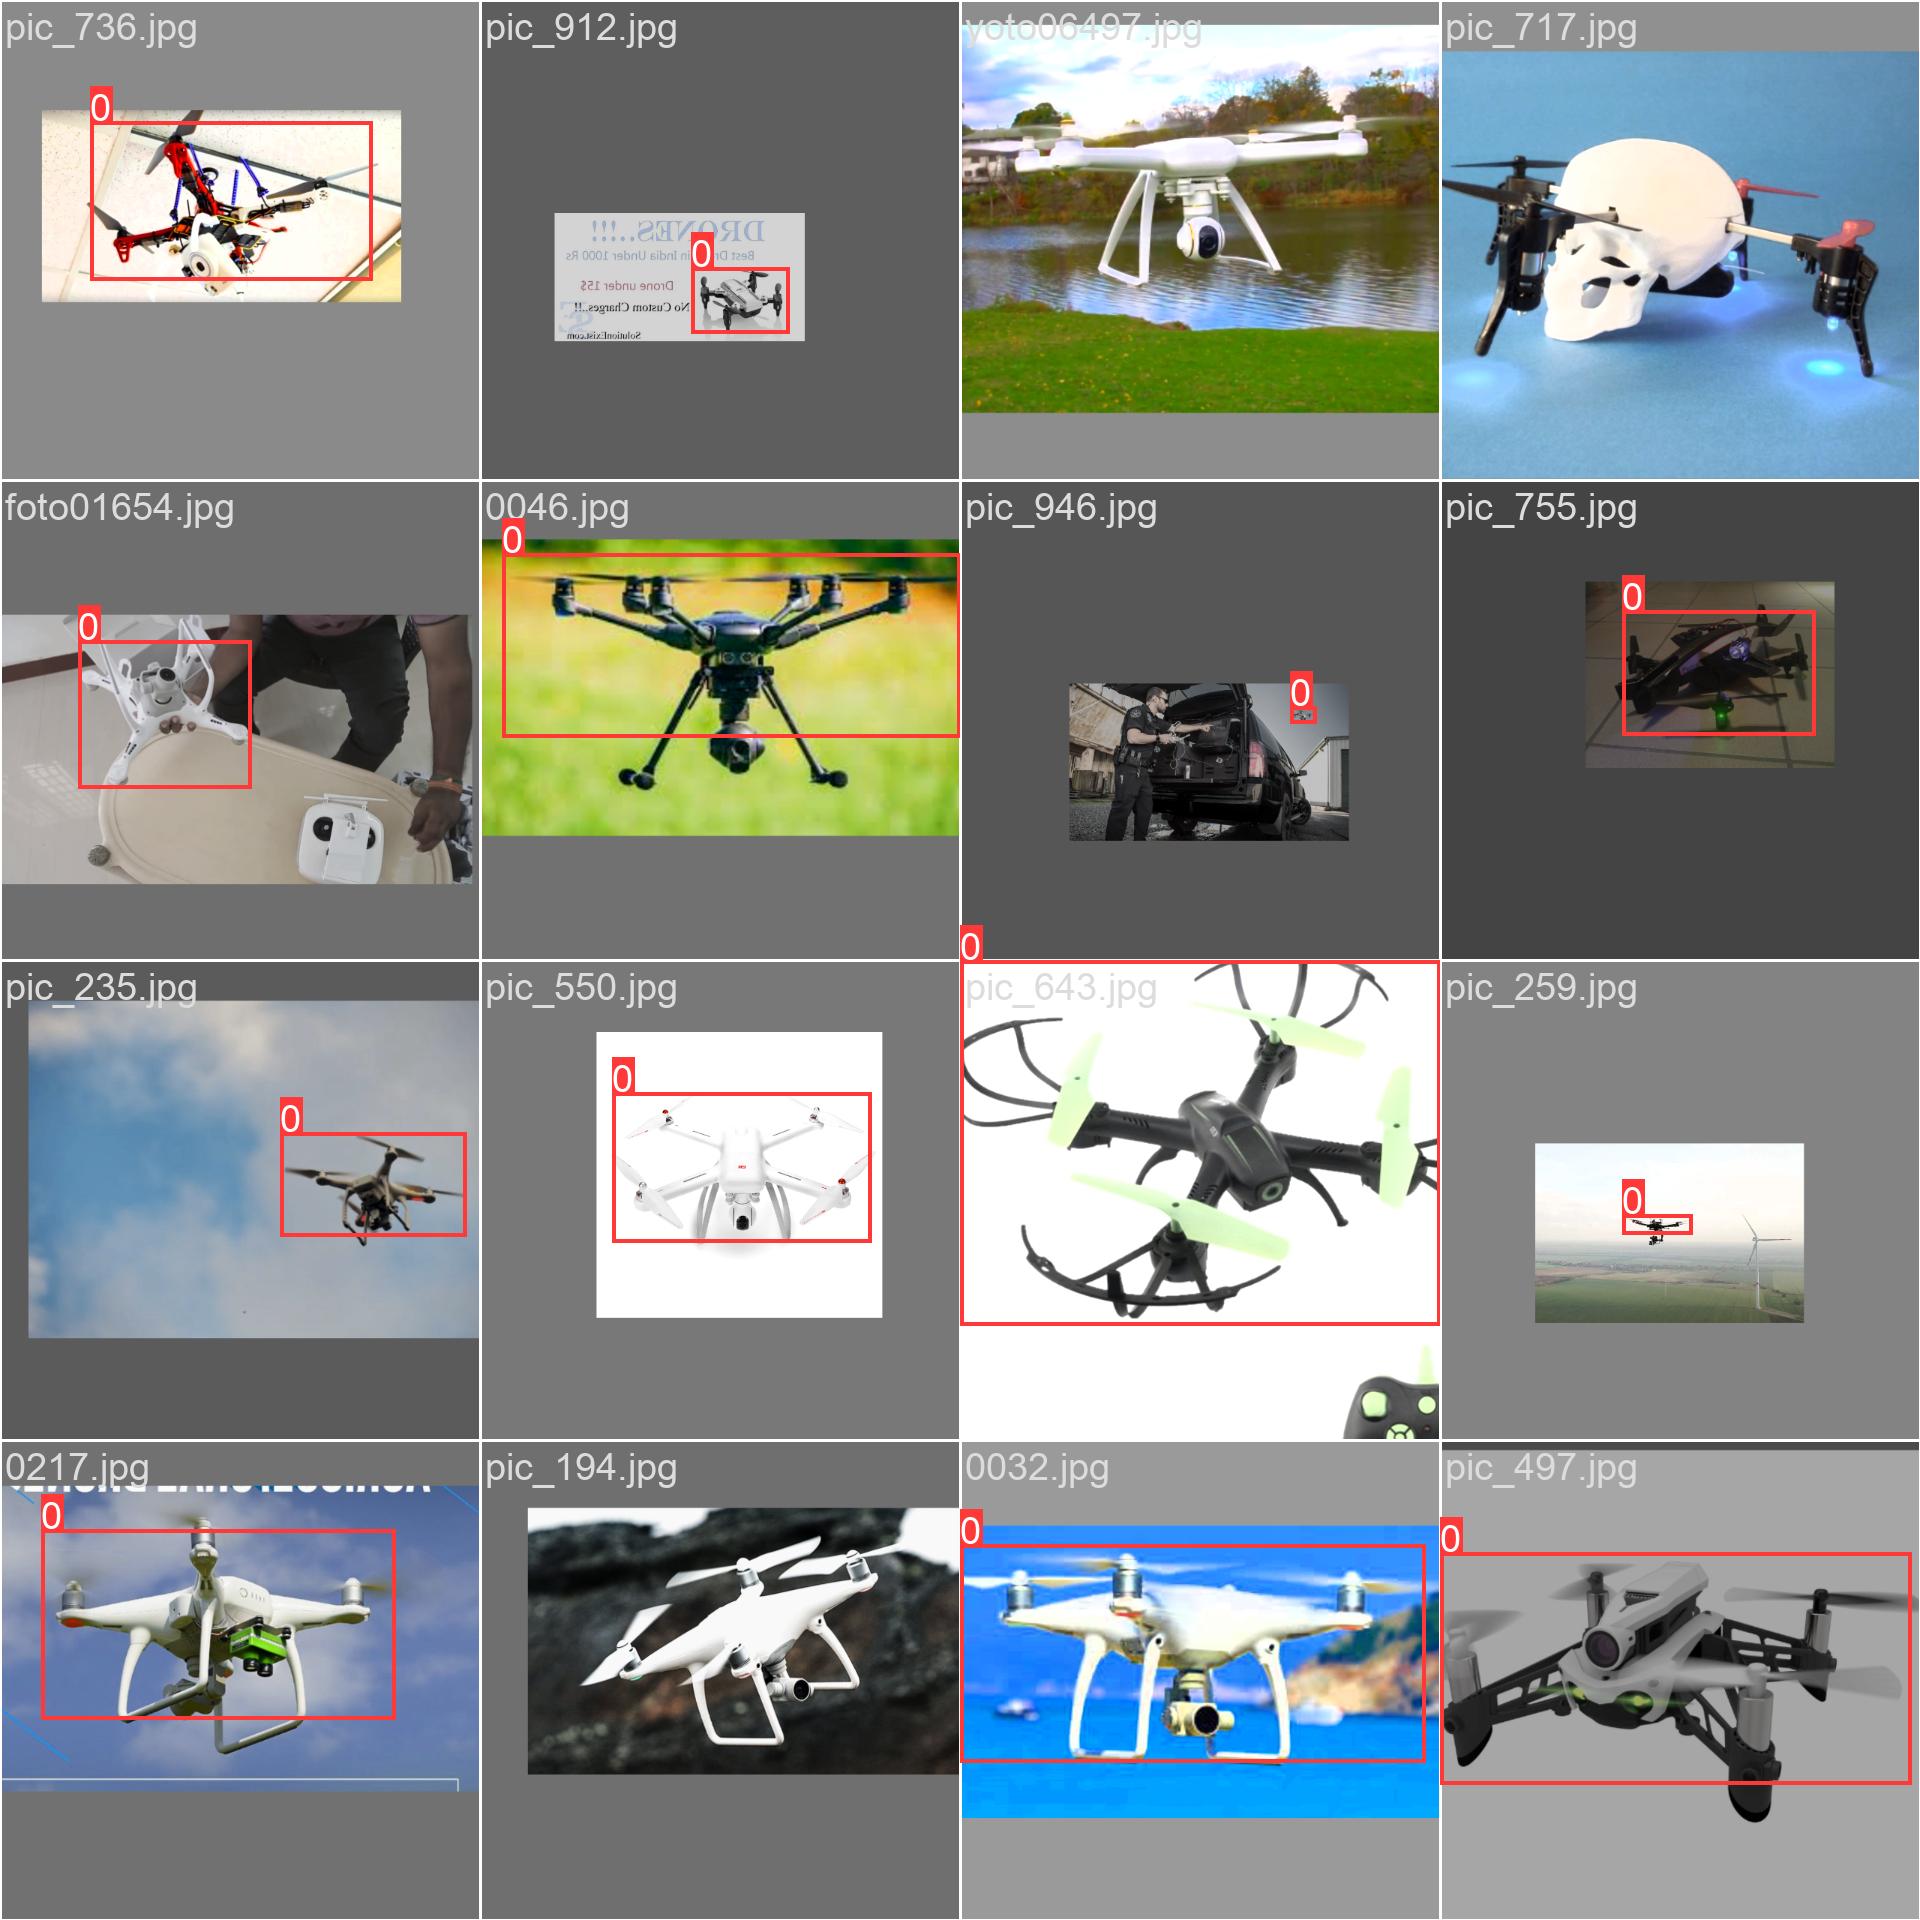 pic_736.jpg
pic_912.jpg
yoto06497.jpg
pic_717.jpg
0
0
DRONES..!!!
Best Drone in India Under 1000 Rs
Drone under 15$
No Custom Charges..!!
SolutionExist.com
foto01654.jpg
0046.jpg
pic_946.jpg
pic_755.jpg
0
0
0
0
pic_235.jpg
pic_550.jpg
0
pic_643.jpg
pic_259.jpg
0
0
0
0217.jpg
pic_194.jpg
0032.jpg
pic_497.jpg
0
0
0